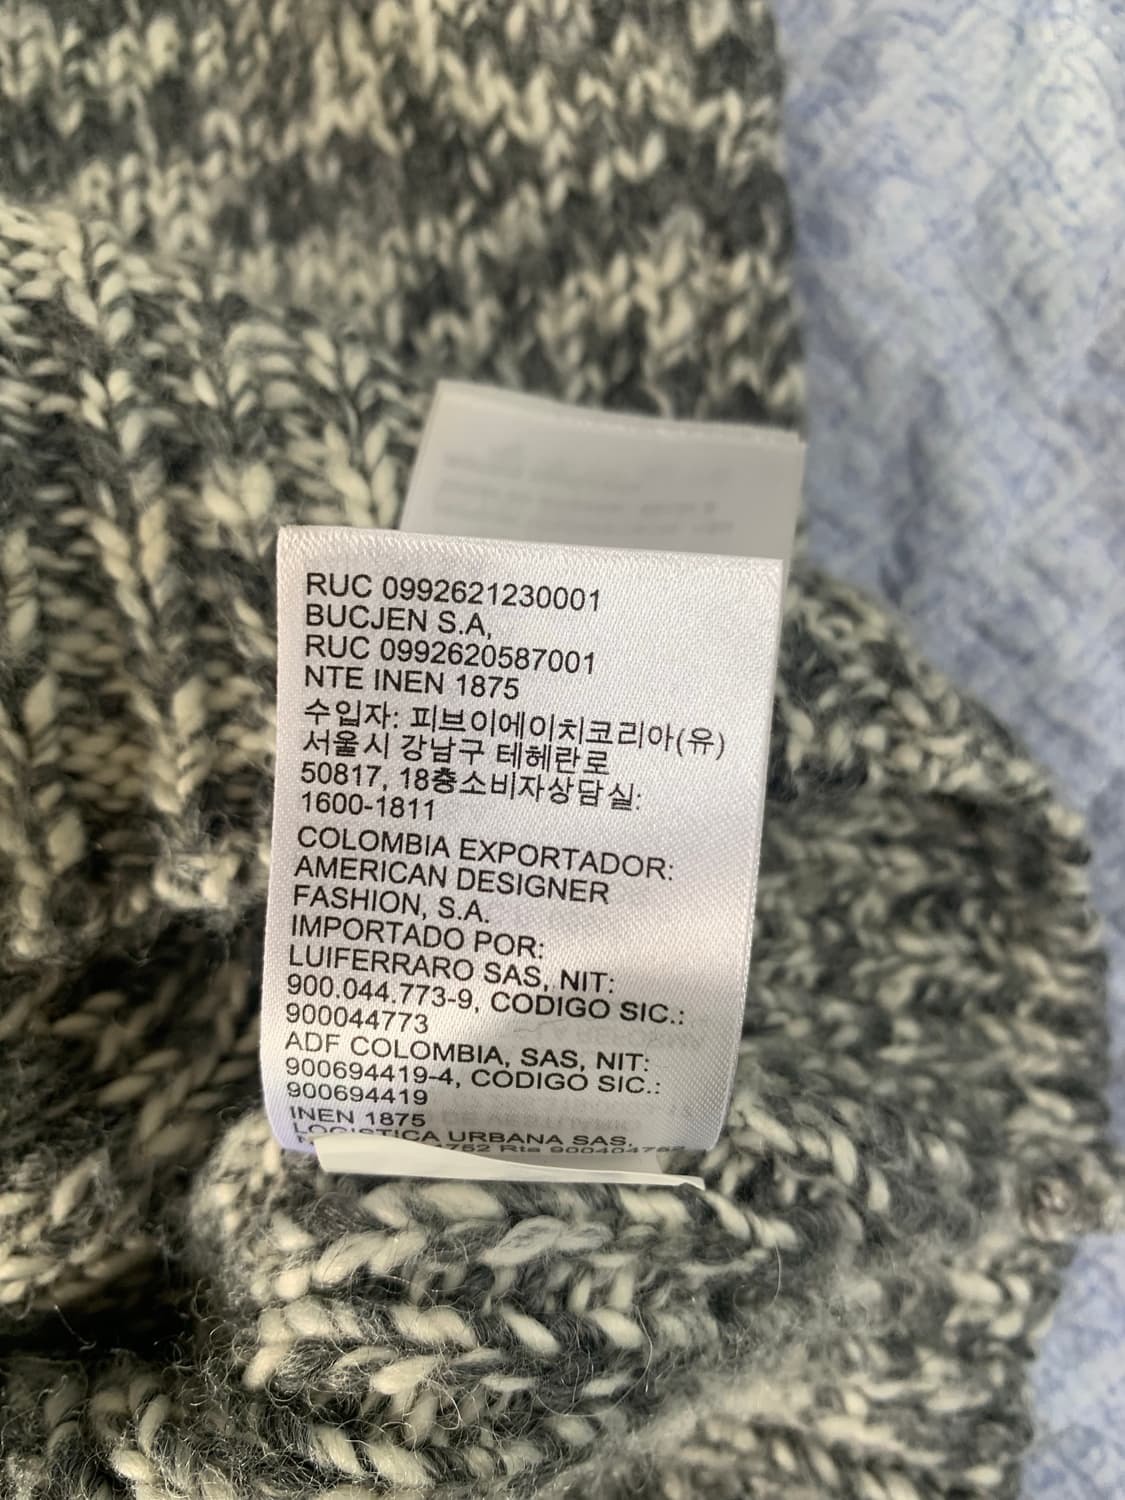 RUC 0992621230001
BUCJEN S.A,
RUC 0992620587001
NTE INEN 1875
수입자: 피브이에이치코리아(유)
서울시 강남구 테헤란로
50817, 18층소비자상담실:
1600-1811
COLOMBIA EXPORTADOR:
AMERICAN DESIGNER
FASHION, S.A.
IMPORTADO POR:
LUIFERRARO SAS, NIT:
900.044.773-9, CODIGO SIC.:
900044773
ADF COLOMBIA, SAS, NIT:
900694419-4, CODIGO SIC.:
900694419
INEN 1875
LOGISTICA URBANA SAS,
Rta